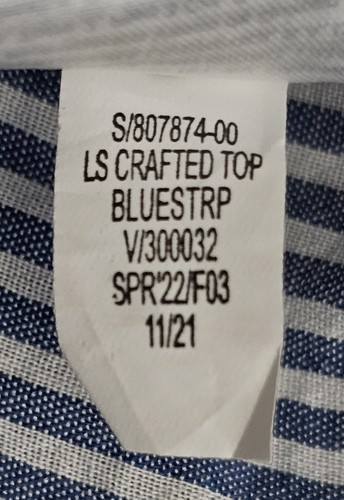 S/807874-00
LS CRAFTED TOP
BLUESTRP
V/300032
SPR'22/F03
11/21